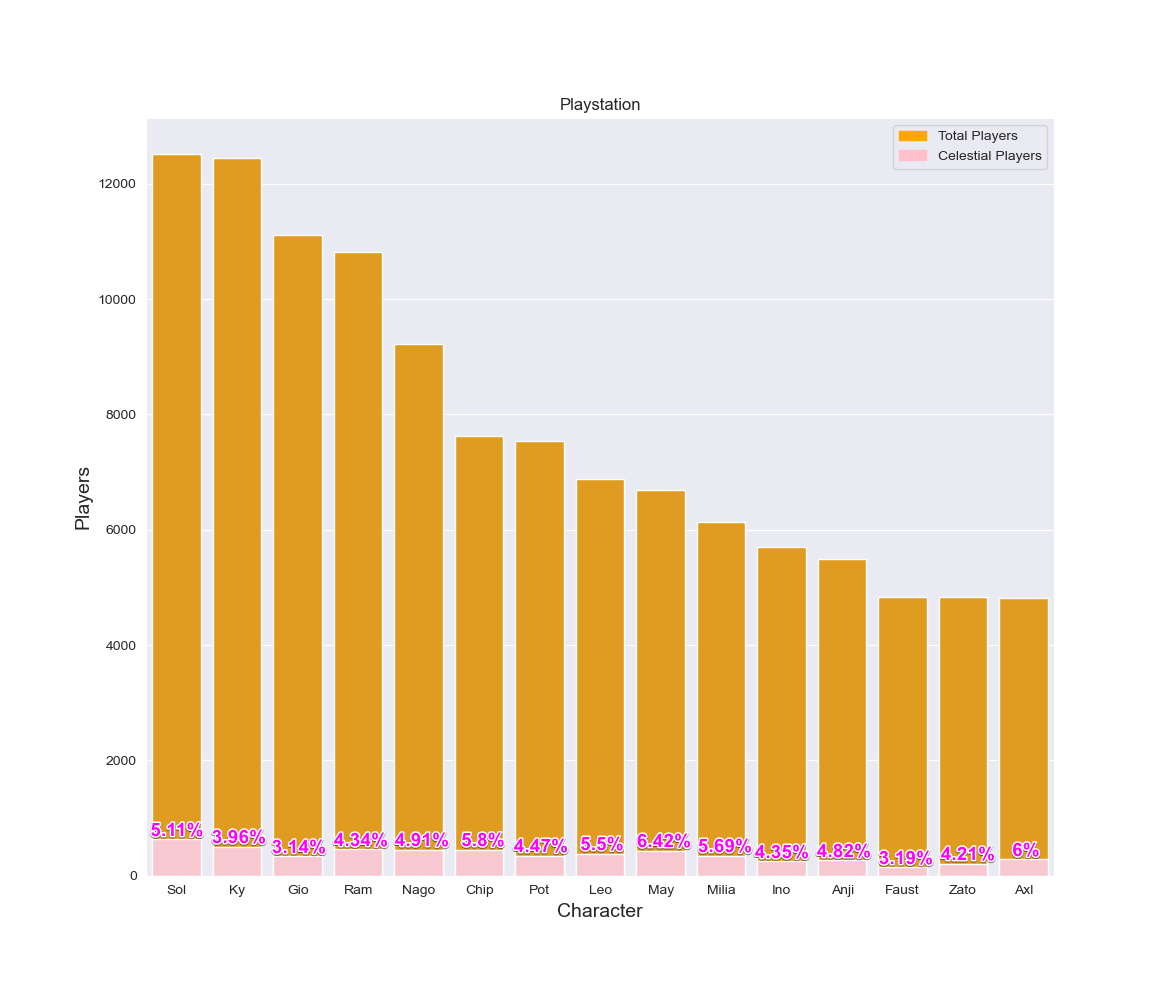 Playstation
Total Players
Celestial Players
Players
12000
10000
8000
6000
4000
2000
0
5.11% 3.96% 3.14% 4.34% 4.91% 5.8% 4.47% 5.5% 6.42% 5.69% 4.35% 4.82% 3.19% 4.21% 6%
Sol Ky Gio Ram Nago Chip Pot Leo May Milia Ino Anji Faust Zato Axl
Character